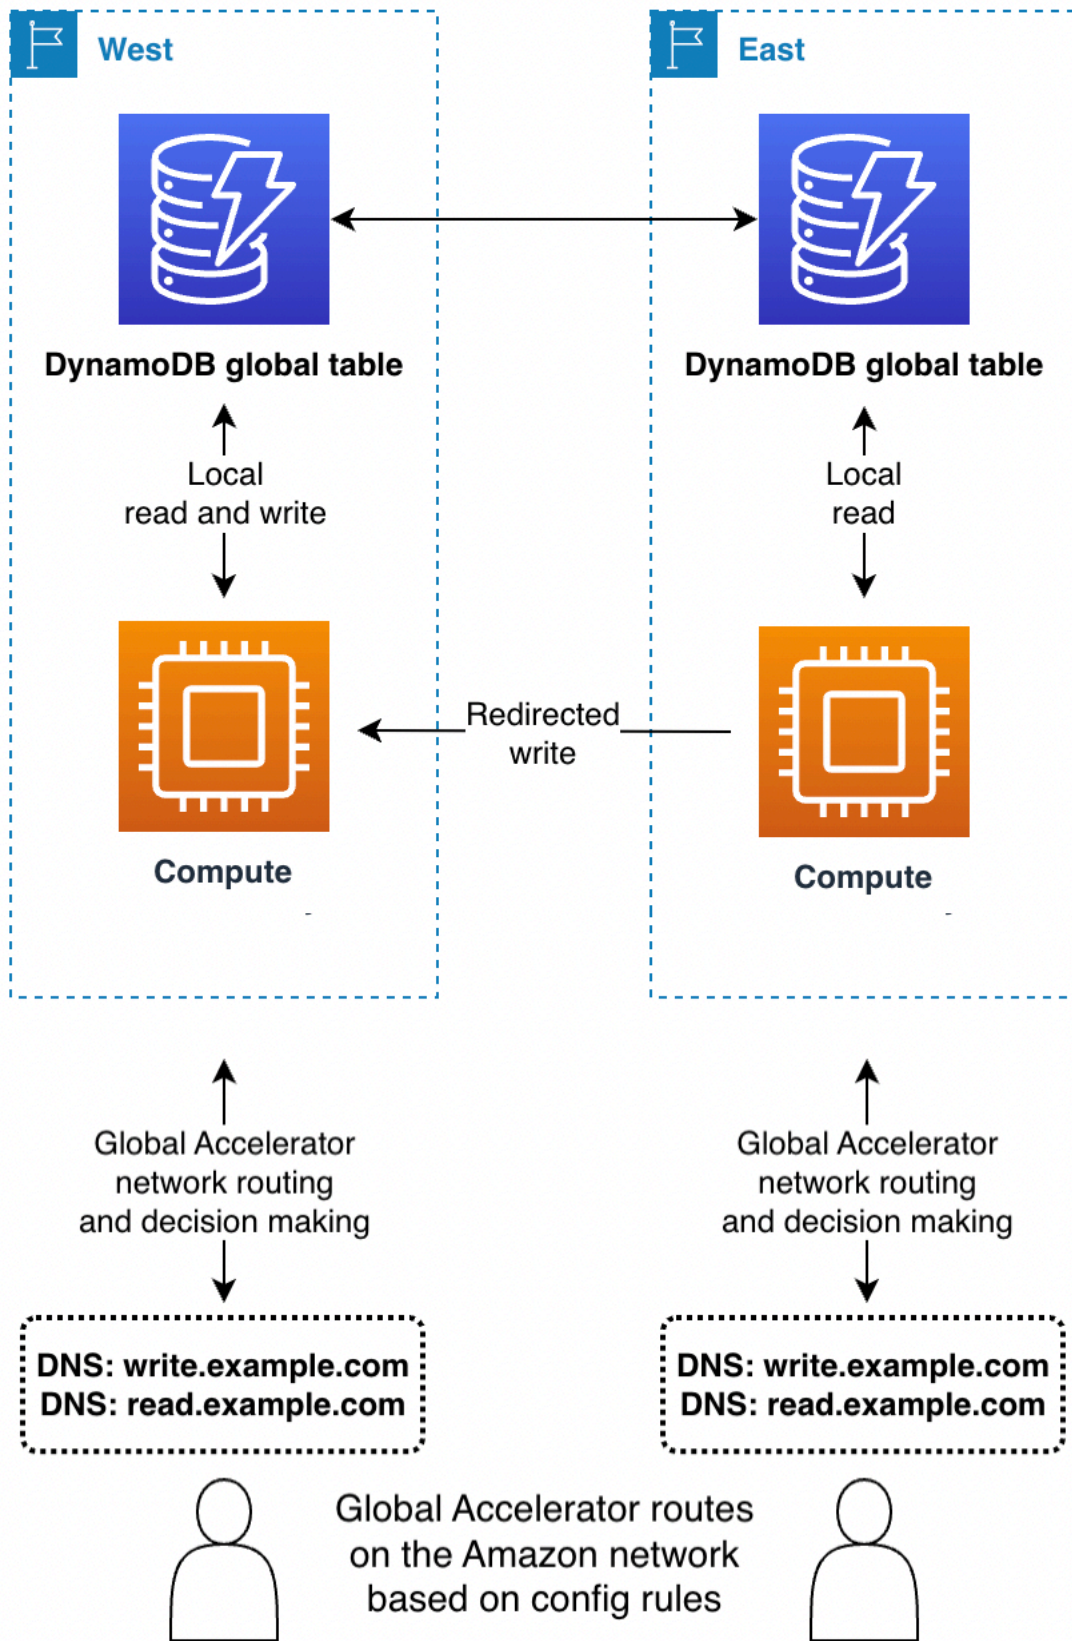 West
East
DynamoDB global table
DynamoDB global table
Local
read and write
Local
read
Redirected
write
Compute
Compute
Global Accelerator
network routing
and decision making
Global Accelerator
network routing
and decision making
DNS: write.example.com
DNS: read.example.com
DNS: write.example.com
DNS: read.example.com
Global Accelerator routes
on the Amazon network
based on config rules